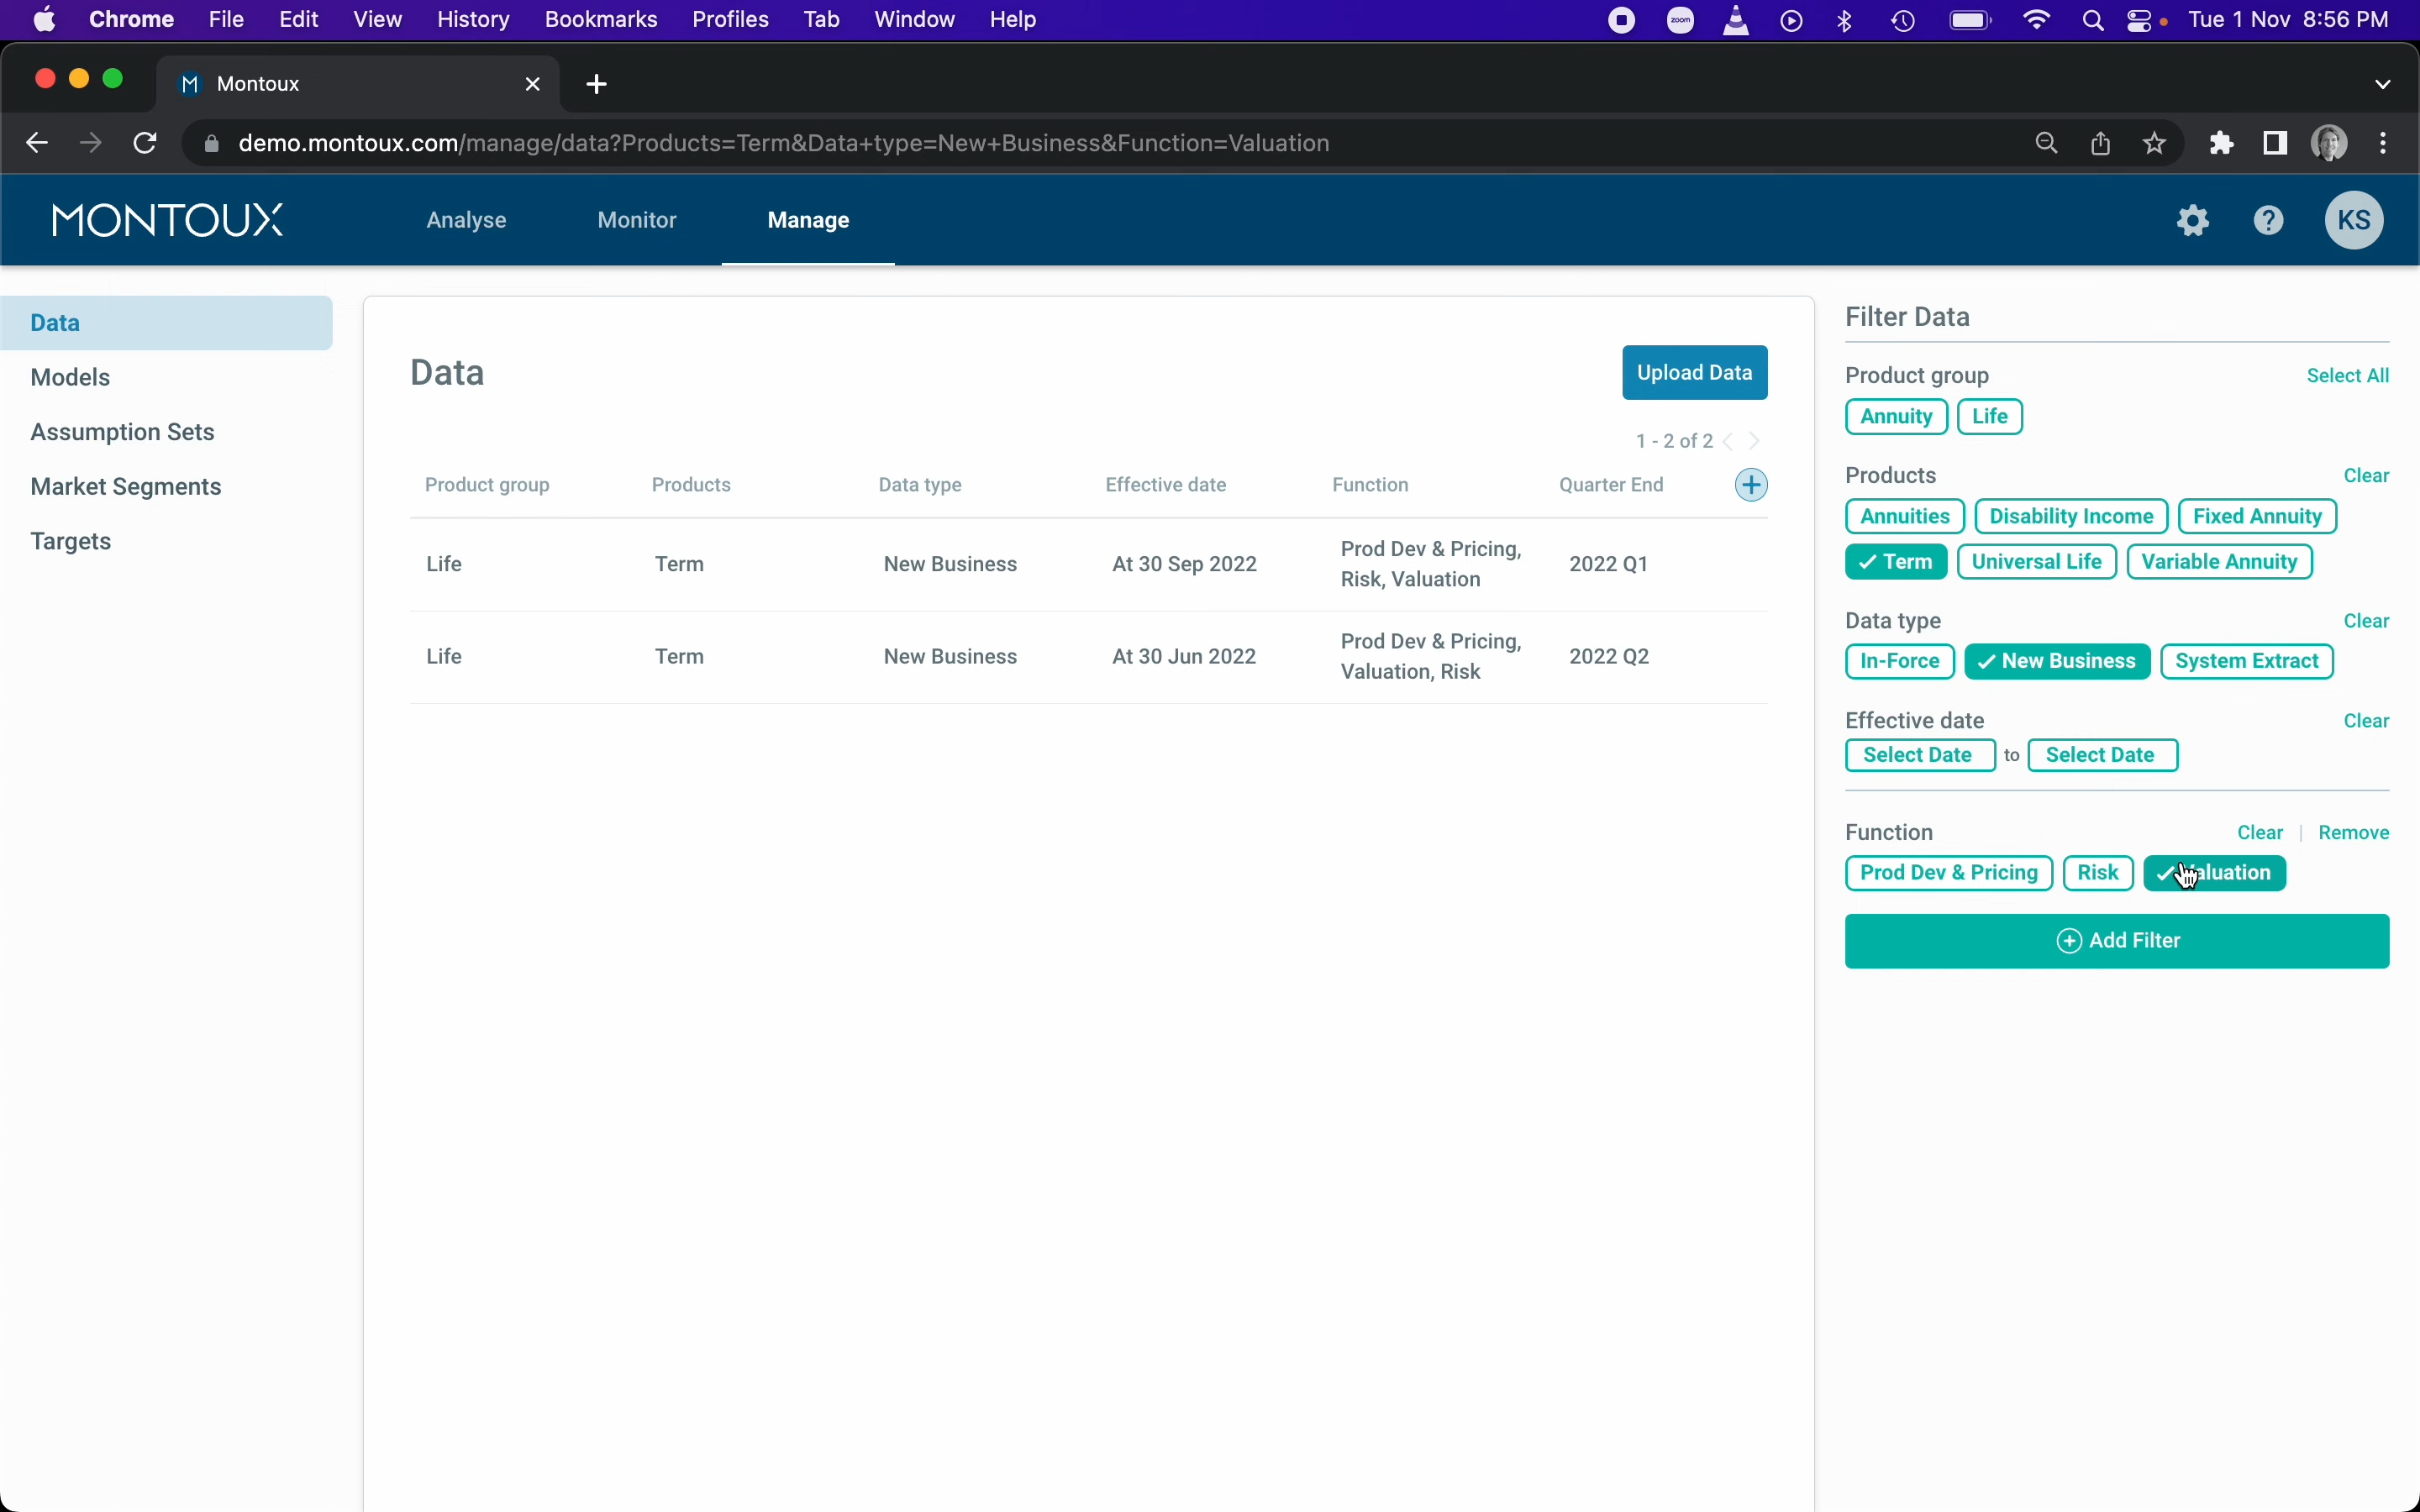 Chrome File Edit View History Bookmarks Profiles Tab Window Help zoom Tue 1 Nov 8:56 PM
M Montoux
demo.montoux.com/manage/data?Products=Term&Data+type=New+Business&Function=Valuation
MONTOUX Analyse Monitor Manage ? KS
Data
Models
Assumption Sets
Market Segments
Targets
Data Upload Data
1 - 2 of 2
Product group Products Data type Effective date Function Quarter End
Life Term New Business At 30 Sep 2022 Prod Dev & Pricing, 2022 Q1
Risk, Valuation
Life Term New Business At 30 Jun 2022 Prod Dev & Pricing, 2022 Q2
Valuation, Risk
Filter Data
Product group Select All
Annuity Life
Products Clear
Annuities Disability Income Fixed Annuity
Term Universal Life Variable Annuity
Data type Clear
In-Force New Business System Extract
Effective date Clear
Select Date to Select Date
Function Clear | Remove
Prod Dev & Pricing Risk Valuation
Add Filter